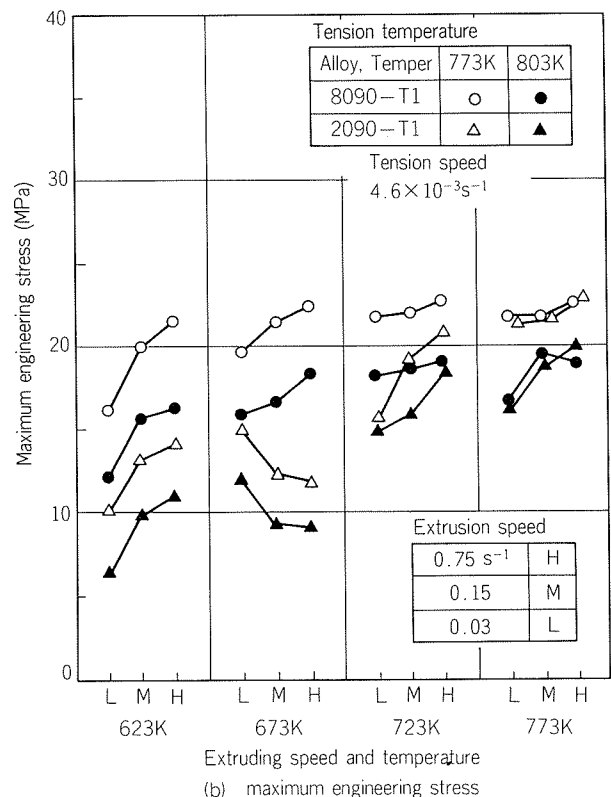 Tension temperature
Alloy, Temper 773K 803K
8090-T1 ○ ●
2090-T1 △ ▲
Tension speed
4.6×10⁻³s⁻¹
40
30
20
10
0
Maximum engineering stress (MPa)
Extrusion speed
0.75 s⁻¹ H
0.15 M
0.03 L
L M H L M H L M H L M H
623K 673K 723K 773K
Extruding speed and temperature
(b) maximum engineering stress